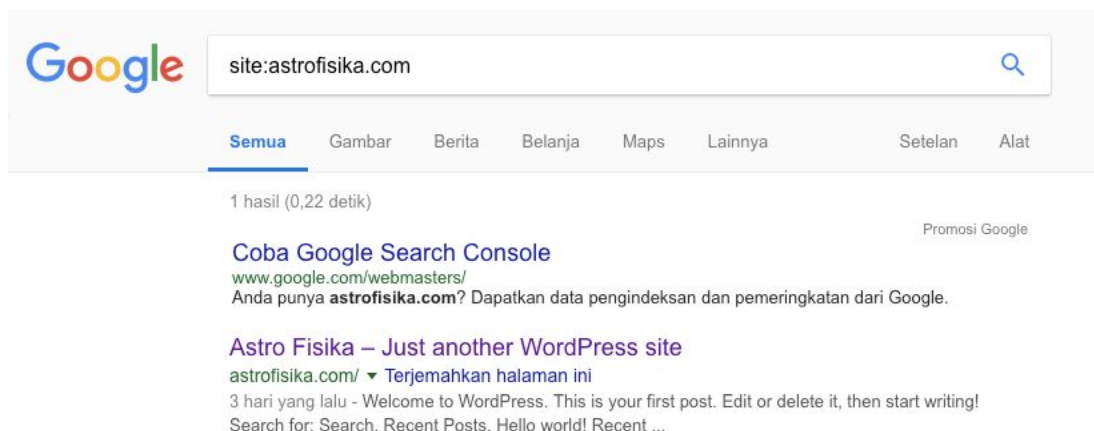 Google site:astrofisika.com
Semua Gambar Berita Belanja Maps Lainnya Setelan Alat
1 hasil (0,22 detik)
Promosi Google
Coba Google Search Console
www.google.com/webmasters/
Anda punya astrofisika.com? Dapatkan data pengindeksan dan pemeringkatan dari Google.
Astro Fisika – Just another WordPress site
astrofisika.com/ ▾ Terjemahkan halaman ini
3 hari yang lalu - Welcome to WordPress. This is your first post. Edit or delete it, then start writing!
Search for: Search. Recent Posts. Hello world! Recent ...